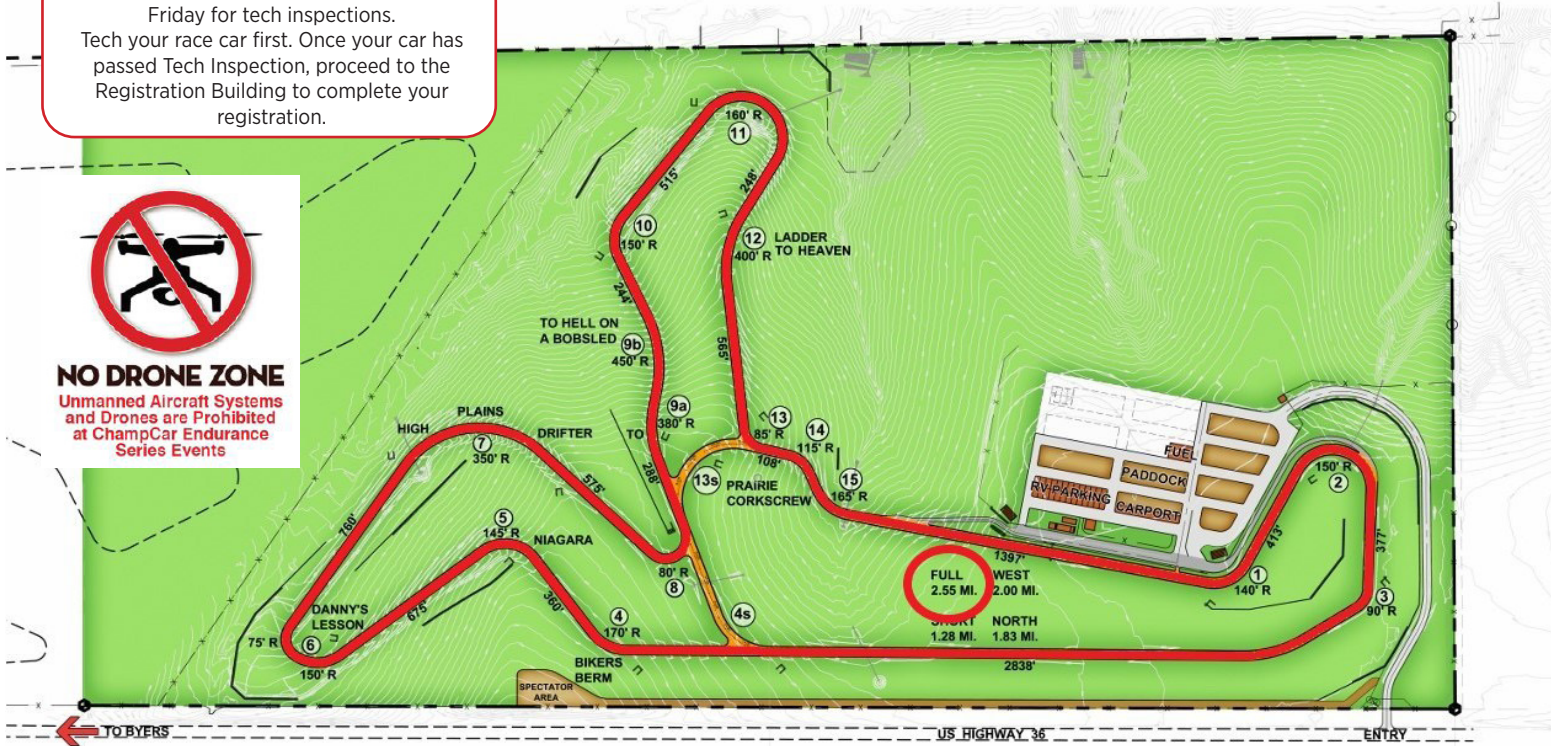 Friday for tech inspections.
Tech your race car first. Once your car has
passed Tech Inspection, proceed to the
Registration Building to complete your
registration.
NO DRONE ZONE
Unmanned Aircraft Systems
and Drones are Prohibited
at ChampCar Endurance
Series Events
160' R
11
515'
248'
10
150' R
12
LADDER
TO HEAVEN
400' R
244'
TO HELL ON
A BOBSLED
9b
450' R
565'
9a
380' R
TO
288'
HIGH
PLAINS
DRIFTER
7
350' R
575'
760'
13
85' R
14
115' R
108'
13s
PRAIRIE
CORKSCREW
15
165' R
5
145' R
NIAGARA
80' R
8
360'
675'
DANNY'S
LESSON
75' R
6
150' R
4
170' R
BIKERS
BERM
4s
SPECTATOR
AREA
FUEL
PADDOCK
RV-PARKING
CARPORT
1397'
FULL
2.55 MI.
WEST
2.00 MI.
SHORT
1.28 MI.
NORTH
1.83 MI.
150' R
2
413'
377'
1
140' R
3
90' R
2838'
TO BYERS
US HIGHWAY 36
ENTRY